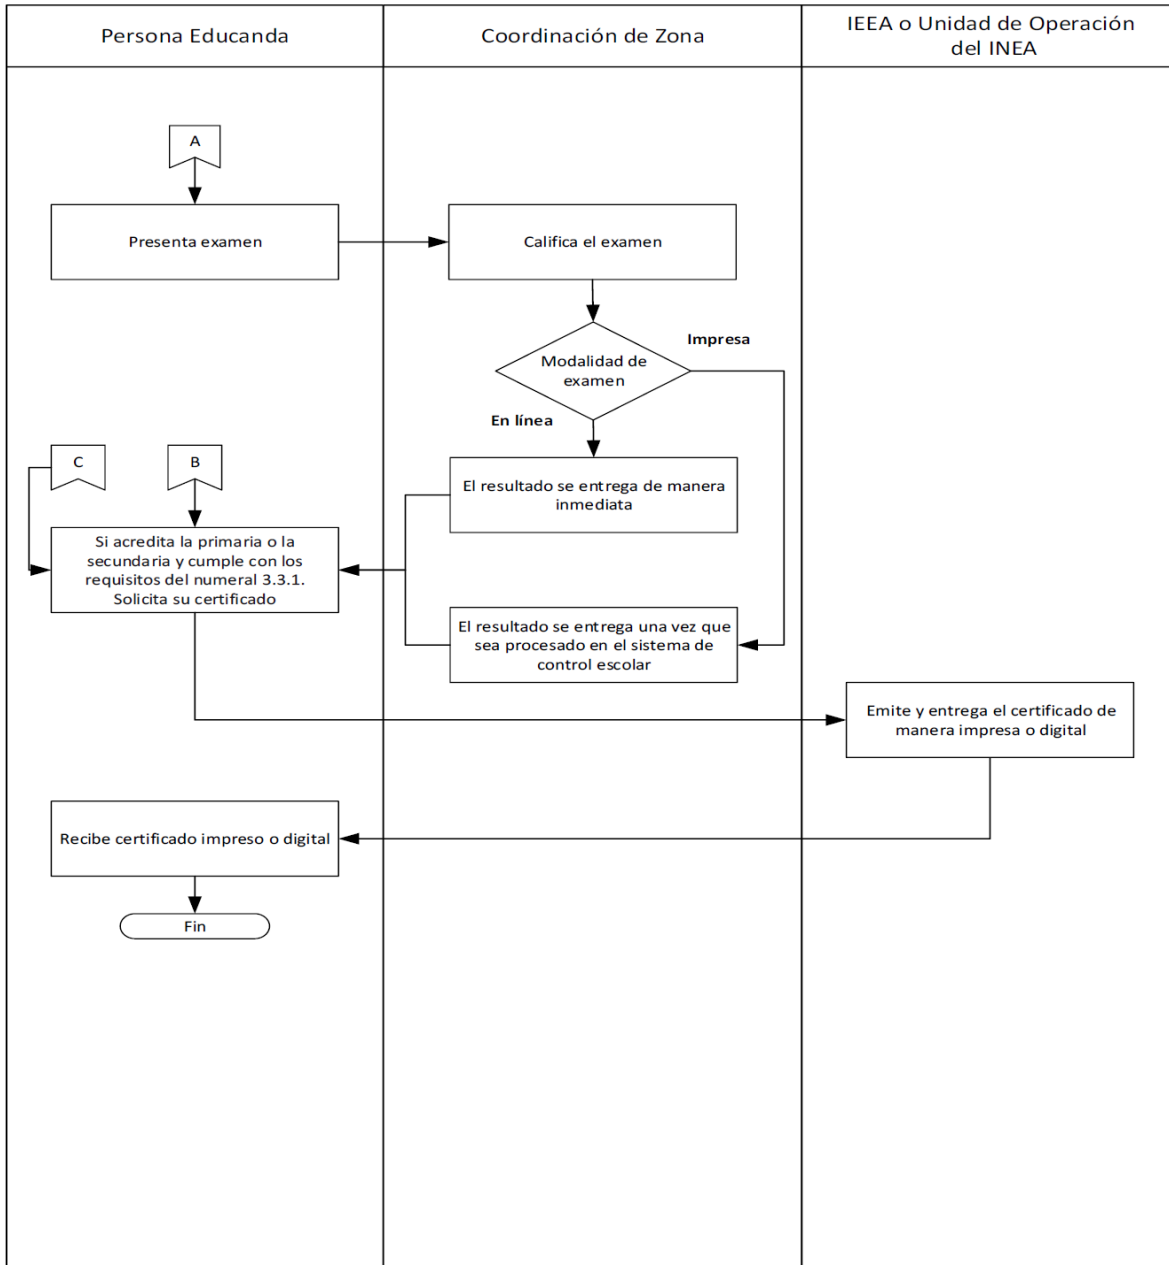 Persona Educanda
Coordinación de Zona
IEEA o Unidad de Operación
del INEA
A
Presenta examen
Califica el examen
Modalidad de
examen
Impresa
En línea
C
B
El resultado se entrega de manera
inmediata
Si acredita la primaria o la
secundaria y cumple con los
requisitos del numeral 3.3.1.
Solicita su certificado
El resultado se entrega una vez que
sea procesado en el sistema de
control escolar
Emite y entrega el certificado de
manera impresa o digital
Recibe certificado impreso o digital
Fin